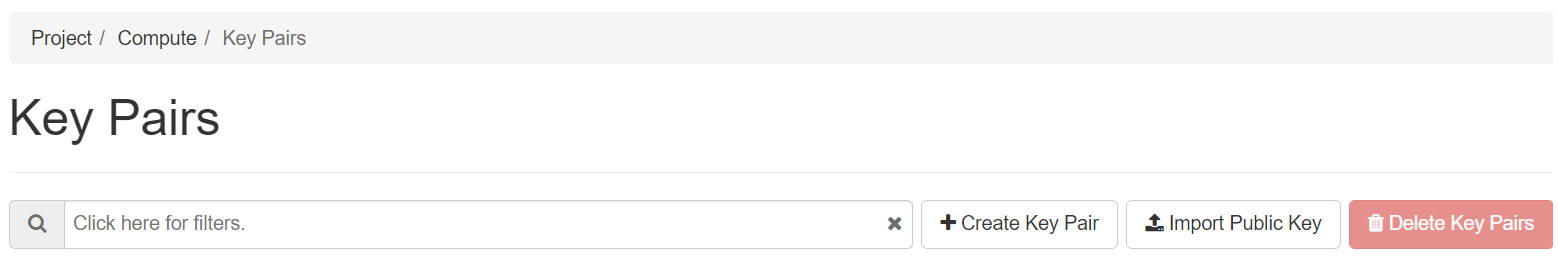 Project / Compute / Key Pairs
Key Pairs
Click here for filters. Create Key Pair Import Public Key Delete Key Pairs